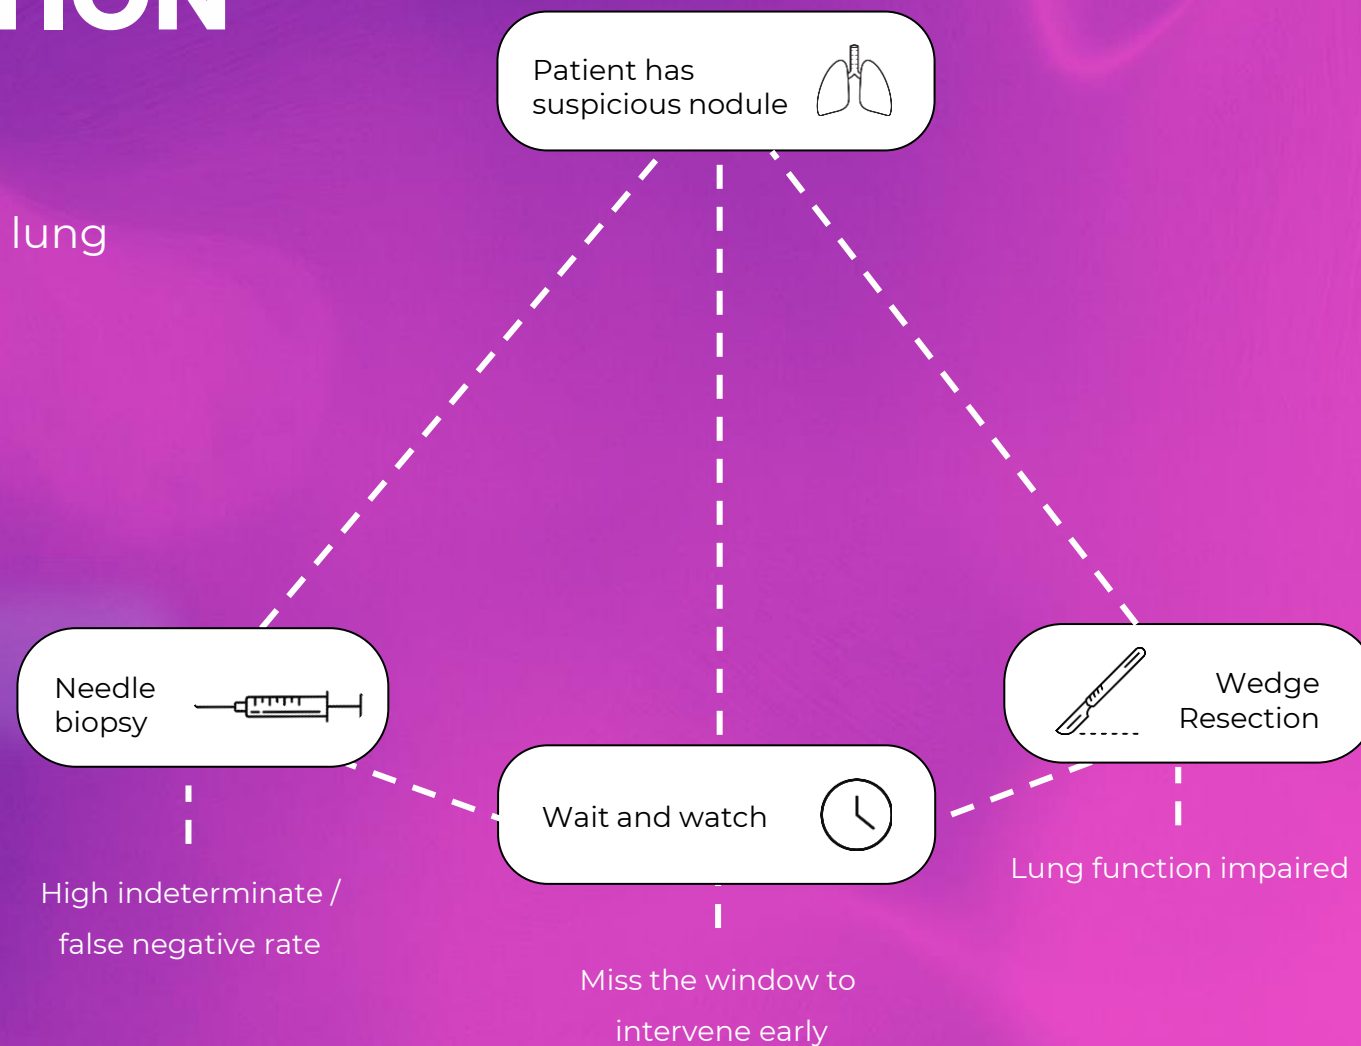 TION
lung
Patient has
suspicious nodule
Needle
biopsy
High indeterminate /
false negative rate
Wait and watch
Miss the window to
intervene early
Wedge
Resection
Lung function impaired